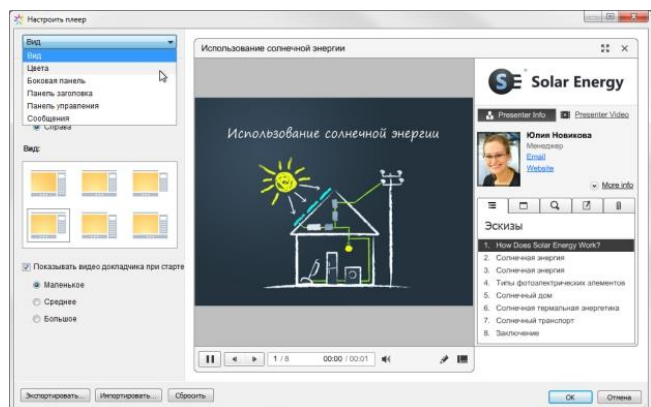 Настроить плеер
Вид
Вид
Цвета
Боковая панель
Панель заголовка
Панель управления
Сообщения
Справа
Вид:
Показывать видео докладчика при старте
Маленькое
Среднее
Большое
Экспортировать...
Импортировать...
Сбросить
Использование солнечной энергии
Использование солнечной энергии
1 / 8
00:00 / 00:01
SE Solar Energy
Presenter Info
Presenter Video
Юлия Новикова
Менеджер
Email
Website
More info
Эскизы
1. How Does Solar Energy Work?
2. Солнечная энергия
3. Солнечная энергия
4. Типы фотоэлектрических элементов
5. Солнечный дом
6. Солнечная термальная энергетика
7. Солнечный транспорт
8. Заключение
OK
Отмена